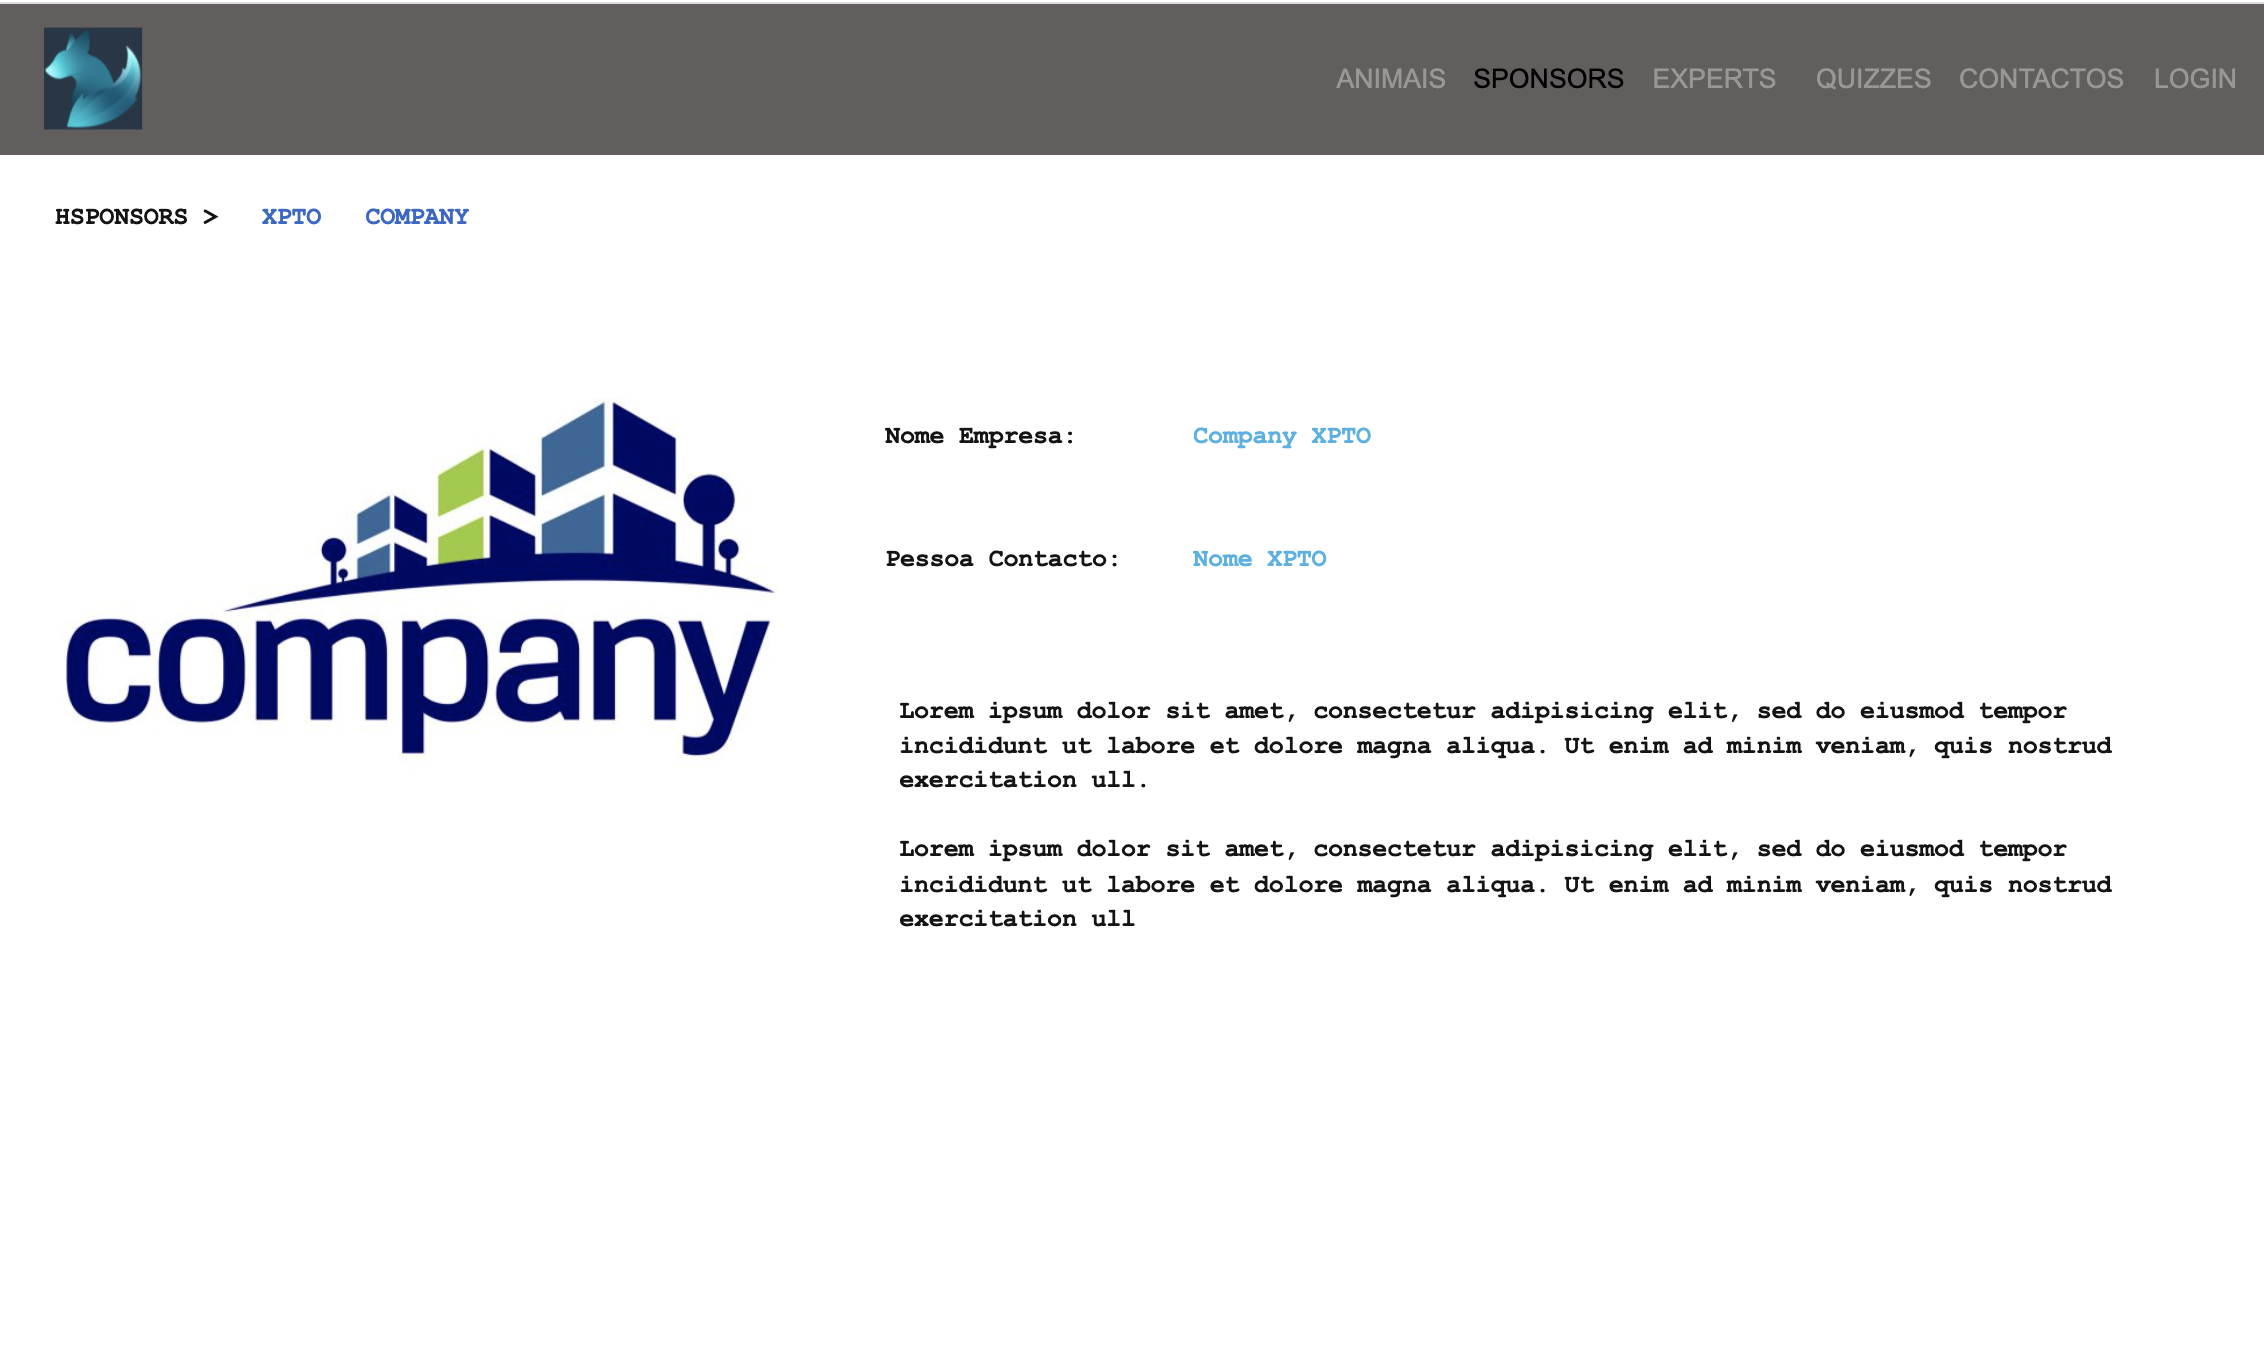 ANIMAIS SPONSORS EXPERTS QUIZZES CONTACTOS LOGIN
HSPONSORS > XPTO COMPANY
company
Nome Empresa: Company XPTO
Pessoa Contacto: Nome XPTO
Lorem ipsum dolor sit amet, consectetur adipisicing elit, sed do eiusmod tempor
incididunt ut labore et dolore magna aliqua. Ut enim ad minim veniam, quis nostrud
exercitation ull.
Lorem ipsum dolor sit amet, consectetur adipisicing elit, sed do eiusmod tempor
incididunt ut labore et dolore magna aliqua. Ut enim ad minim veniam, quis nostrud
exercitation ull